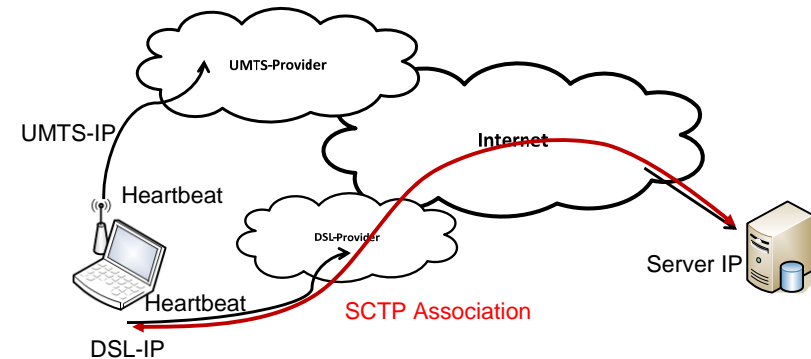 UMTS-Provider
UMTS-IP
Internet
Heartbeat
DSL-Provider
Server IP
Heartbeat
SCTP Association
DSL-IP